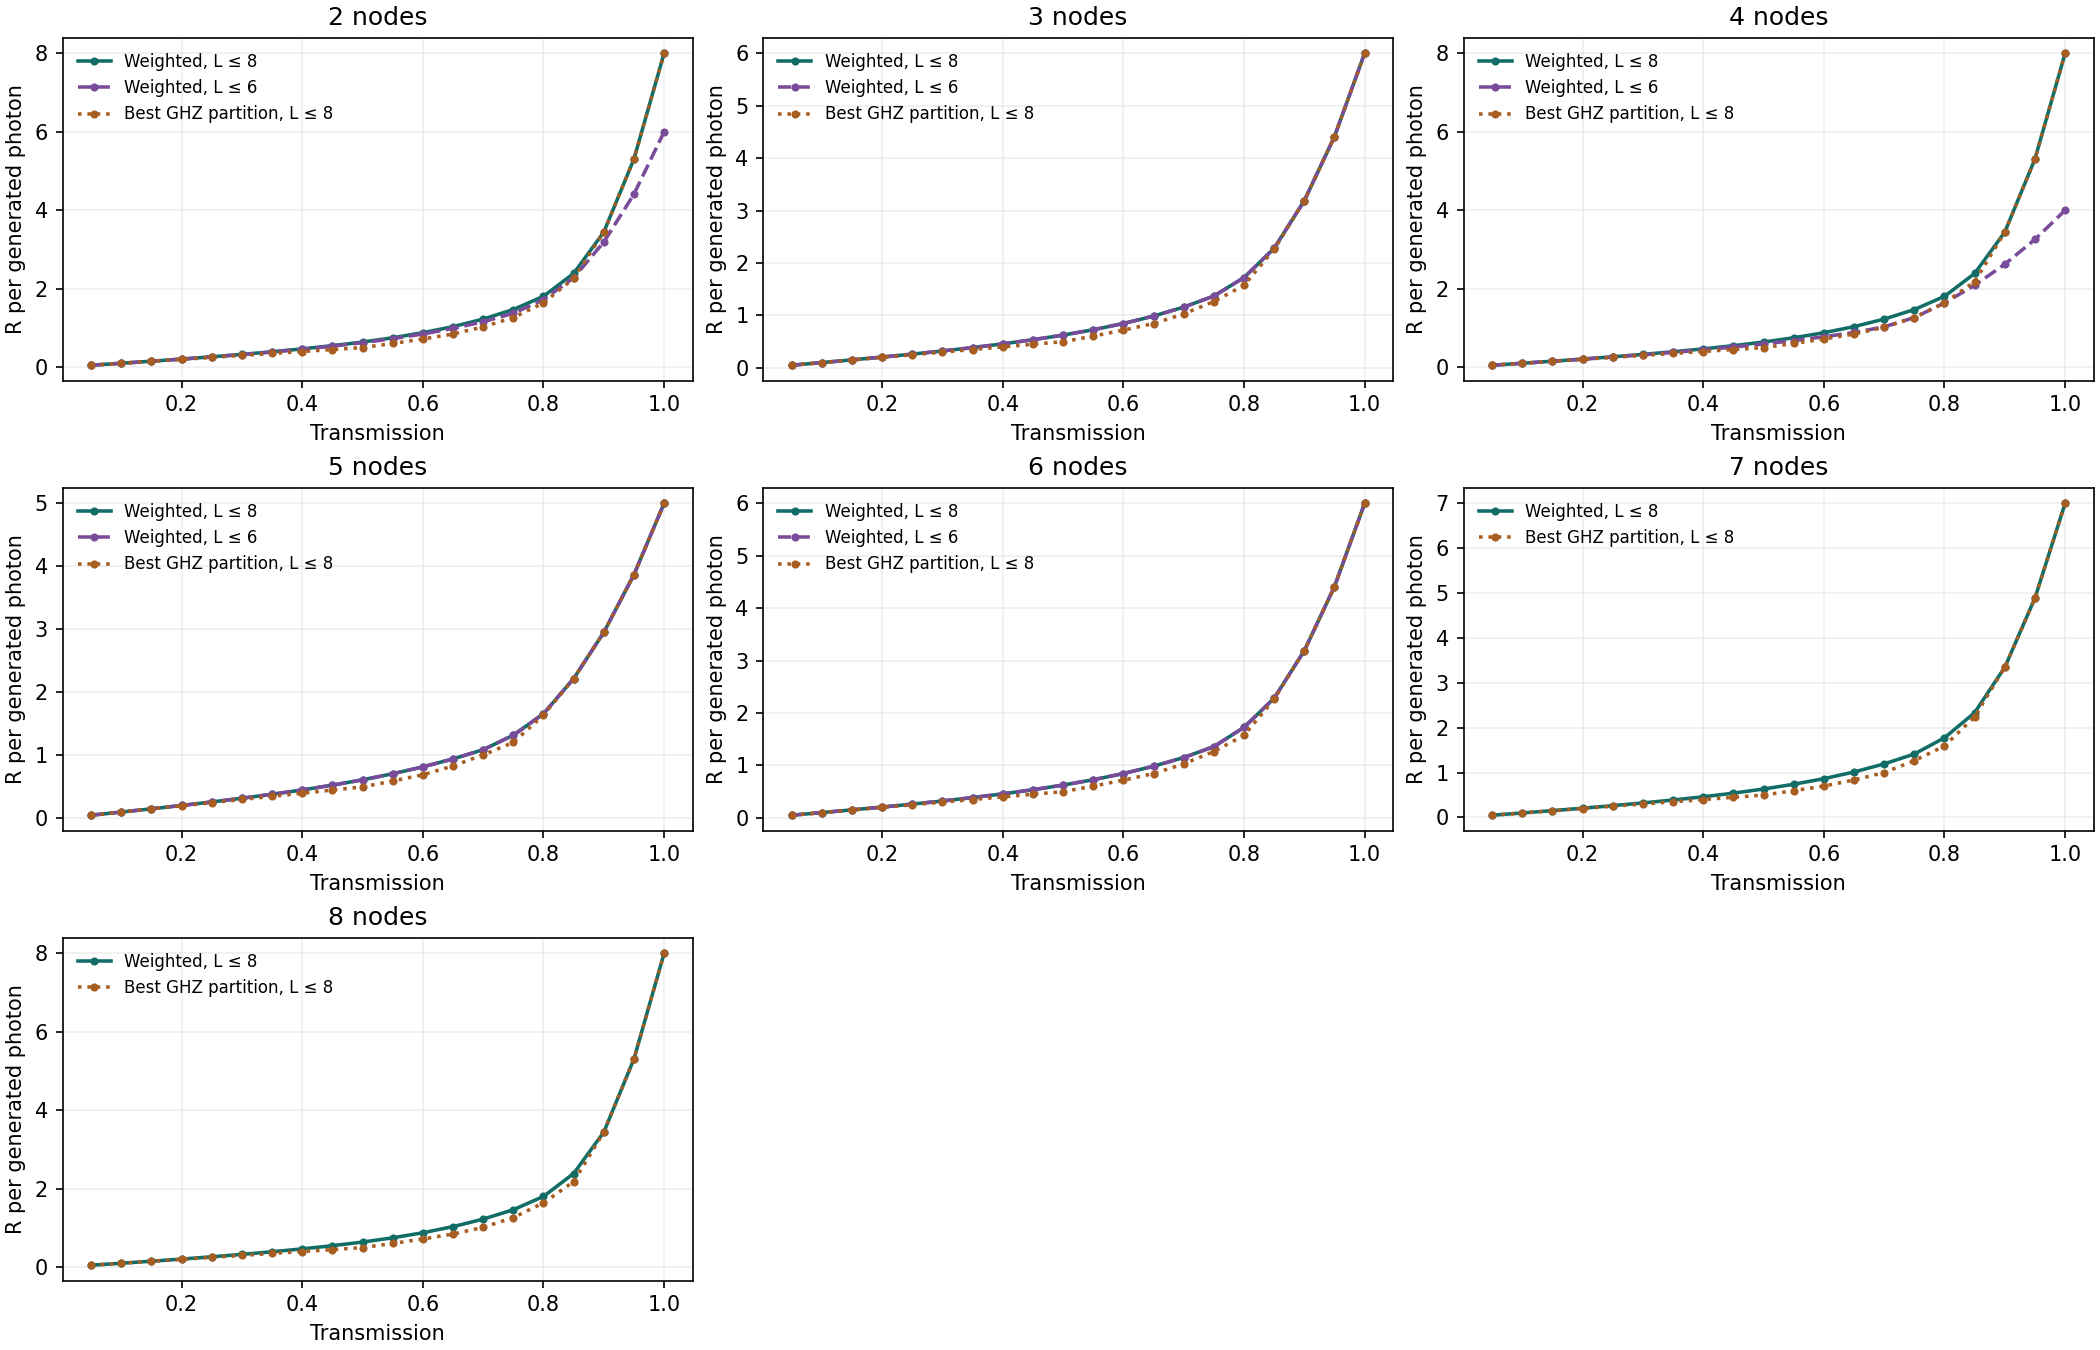 2 nodes
R per generated photon
8
6
4
2
0
Weighted, L ≤ 8
Weighted, L ≤ 6
Best GHZ partition, L ≤ 8
0.2 0.4 0.6 0.8 1.0
Transmission
3 nodes
R per generated photon
6
5
4
3
2
1
0
Weighted, L ≤ 8
Weighted, L ≤ 6
Best GHZ partition, L ≤ 8
0.2 0.4 0.6 0.8 1.0
Transmission
4 nodes
R per generated photon
8
6
4
2
0
Weighted, L ≤ 8
Weighted, L ≤ 6
Best GHZ partition, L ≤ 8
0.2 0.4 0.6 0.8 1.0
Transmission
5 nodes
R per generated photon
5
4
3
2
1
0
Weighted, L ≤ 8
Weighted, L ≤ 6
Best GHZ partition, L ≤ 8
0.2 0.4 0.6 0.8 1.0
Transmission
6 nodes
R per generated photon
6
5
4
3
2
1
0
Weighted, L ≤ 8
Weighted, L ≤ 6
Best GHZ partition, L ≤ 8
0.2 0.4 0.6 0.8 1.0
Transmission
7 nodes
R per generated photon
7
6
5
4
3
2
1
0
Weighted, L ≤ 8
Best GHZ partition, L ≤ 8
0.2 0.4 0.6 0.8 1.0
Transmission
8 nodes
R per generated photon
8
6
4
2
0
Weighted, L ≤ 8
Best GHZ partition, L ≤ 8
0.2 0.4 0.6 0.8 1.0
Transmission